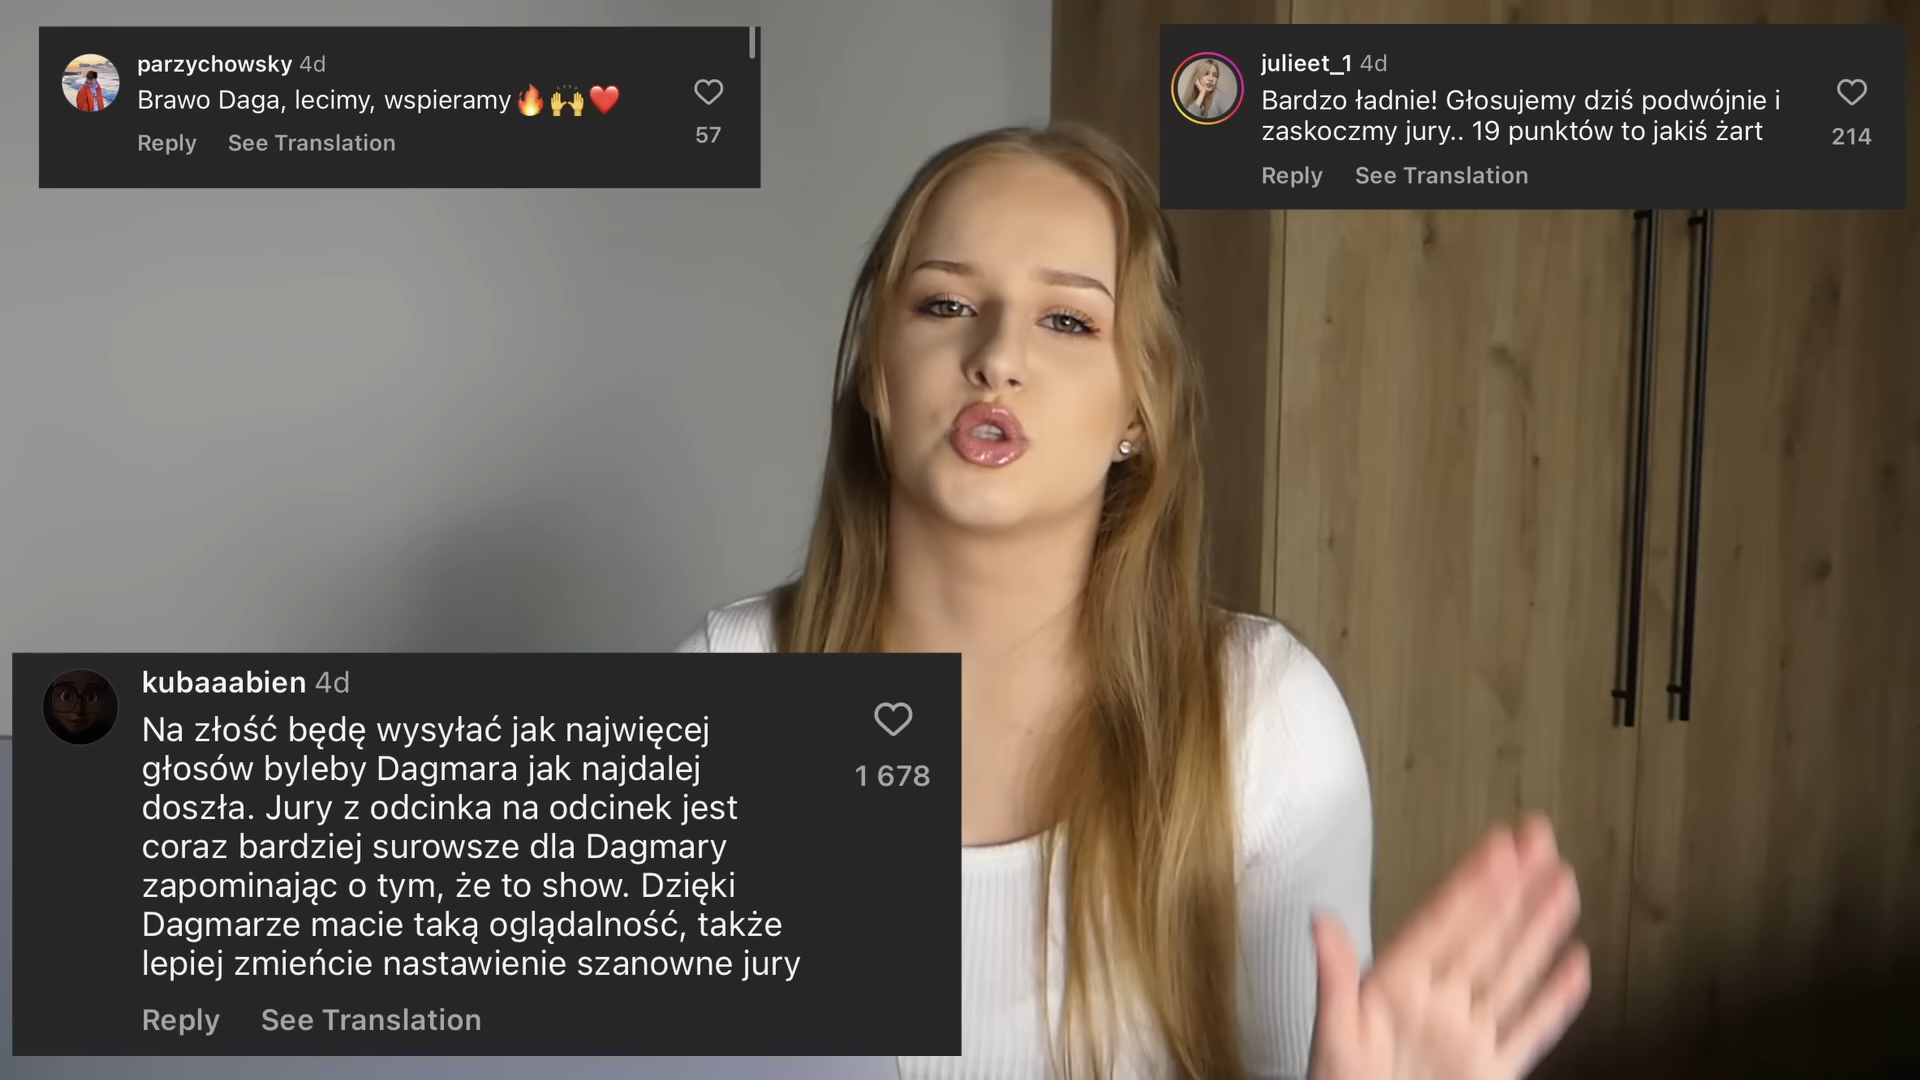 parzychowsky 4d
Brawo Daga, lecimy, wspieramy🔥🙌❤️
57
Reply See Translation
julieet_1 4d
Bardzo ładnie! Głosujemy dziś podwójnie i
zaskoczmy jury.. 19 punktów to jakiś żart
214
Reply See Translation
kubaaabien 4d
Na złość będę wysyłać jak najwięcej
głosów byleby Dagmara jak najdalej
doszła. Jury z odcinka na odcinek jest
coraz bardziej surowsze dla Dagmary
zapominając o tym, że to show. Dzięki
Dagmarze macie taką oglądalność, także
lepiej zmieńcie nastawienie szanowne jury
1 678
Reply See Translation